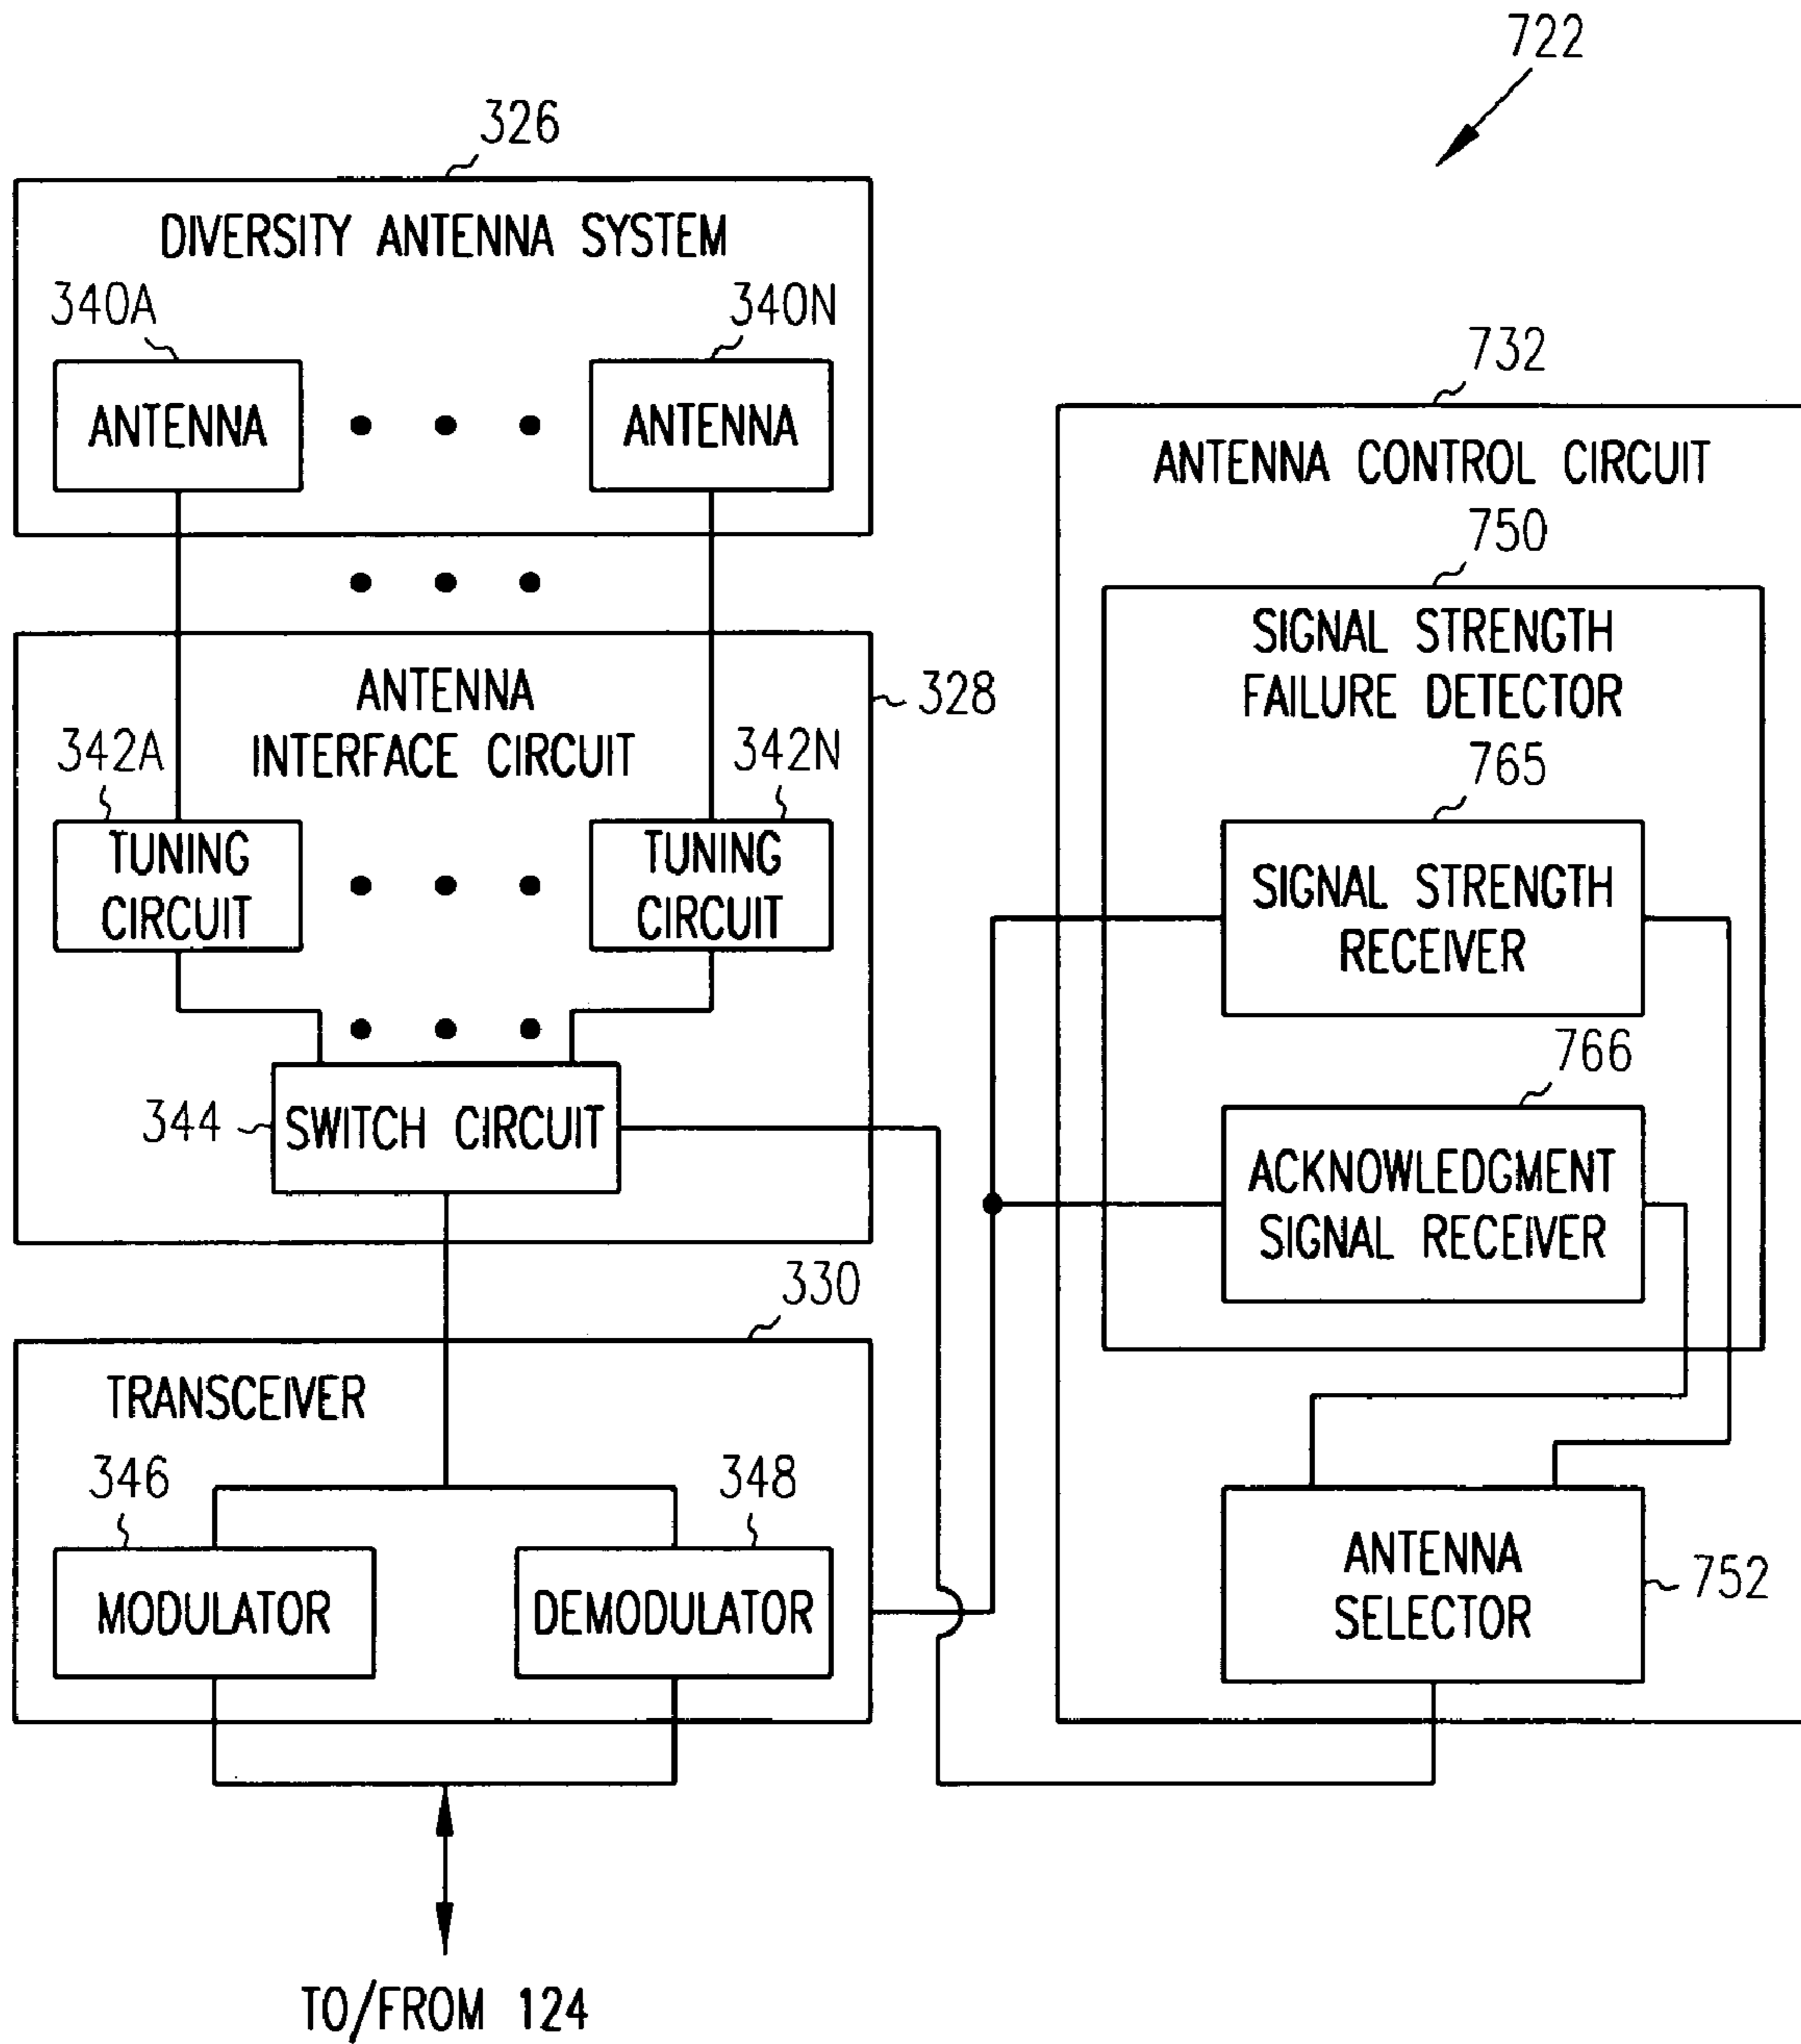 722
326
DIVERSITY ANTENNA SYSTEM
340A
340N
ANTENNA
ANTENNA
732
ANTENNA CONTROL CIRCUIT
750
SIGNAL STRENGTH
FAILURE DETECTOR
ANTENNA
INTERFACE CIRCUIT
328
342A
342N
TUNING
CIRCUIT
TUNING
CIRCUIT
765
SIGNAL STRENGTH
RECEIVER
344
SWITCH CIRCUIT
766
ACKNOWLEDGMENT
SIGNAL RECEIVER
330
TRANSCEIVER
346
348
MODULATOR
DEMODULATOR
ANTENNA
SELECTOR
752
TO/FROM 124